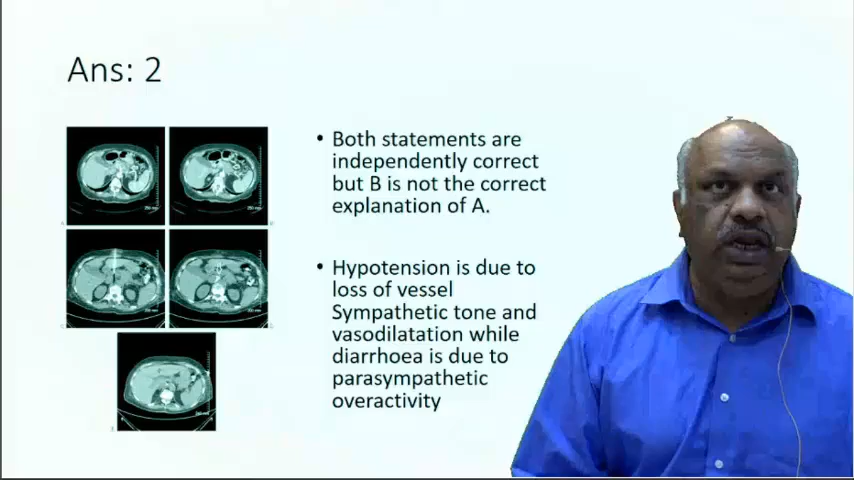 Ans: 2
• Both statements are
independently correct
but B is not the correct
explanation of A.
• Hypotension is due to
loss of vessel
Sympathetic tone and
vasodilatation while
diarrhoea is due to
parasympathetic
overactivity